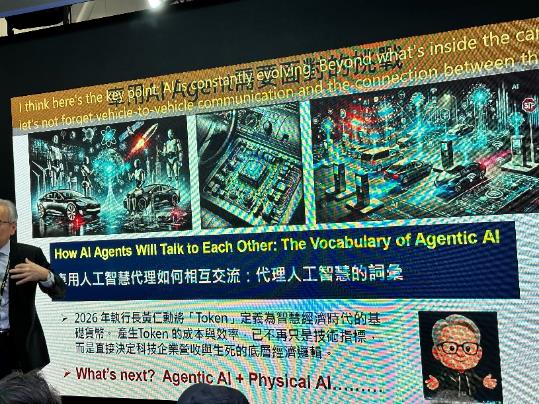 I think here's the key point, AI is constantly evolving. Beyond what's inside the car
let's not forget vehicle-to-vehicle communication and the connection between th
How AI Agents Will Talk to Each Other: The Vocabulary of Agentic AI
用人工智慧代理如何相互交流：代理人工智慧的詞彙
➢ 2026 年執行長黃仁勳將「Token」定義為智慧經濟時代的基
礎貨幣，產生Token 的成本與效率，已不再只是技術指標，
而是直接決定科技企業營收與生死的底層經濟邏輯。
➢ What's next? Agentic AI + Physical AI.........